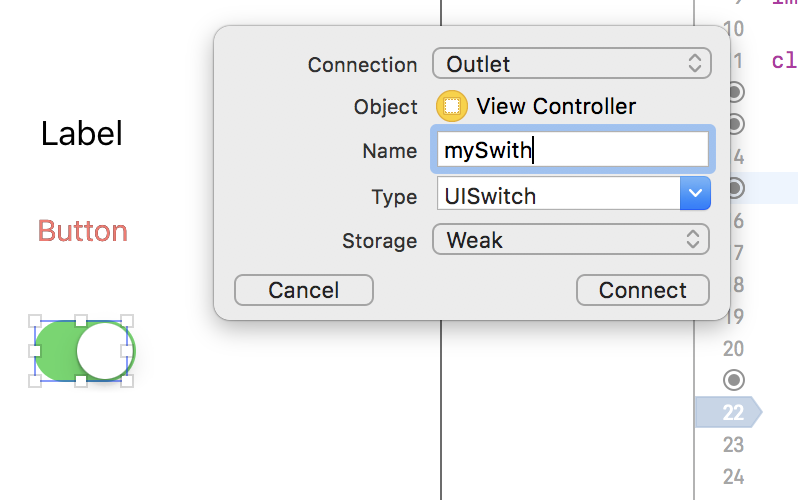 im
10
Connection Outlet
1 cl
Object View Controller
Label
Name mySwith
4
Type UISwitch
6
Button
7
Storage Weak
8
Cancel Connect
19
20
22
23
24